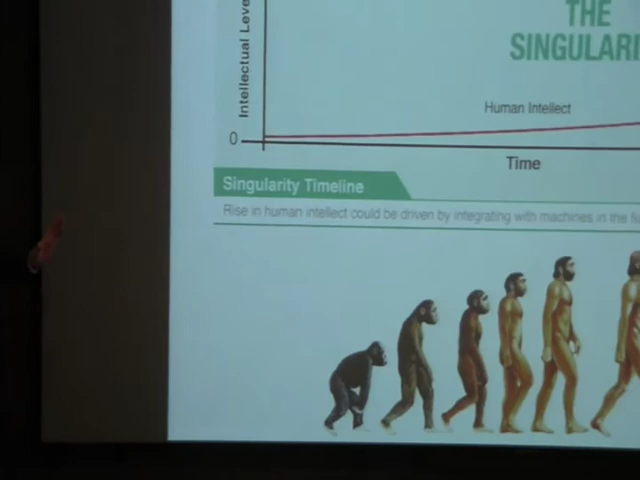 THE
Intellectual Leve
SINGULARI
Human Intellect
0
Time
Singularity Timeline
Rise in human intellect could be driven by integrating with machines in the